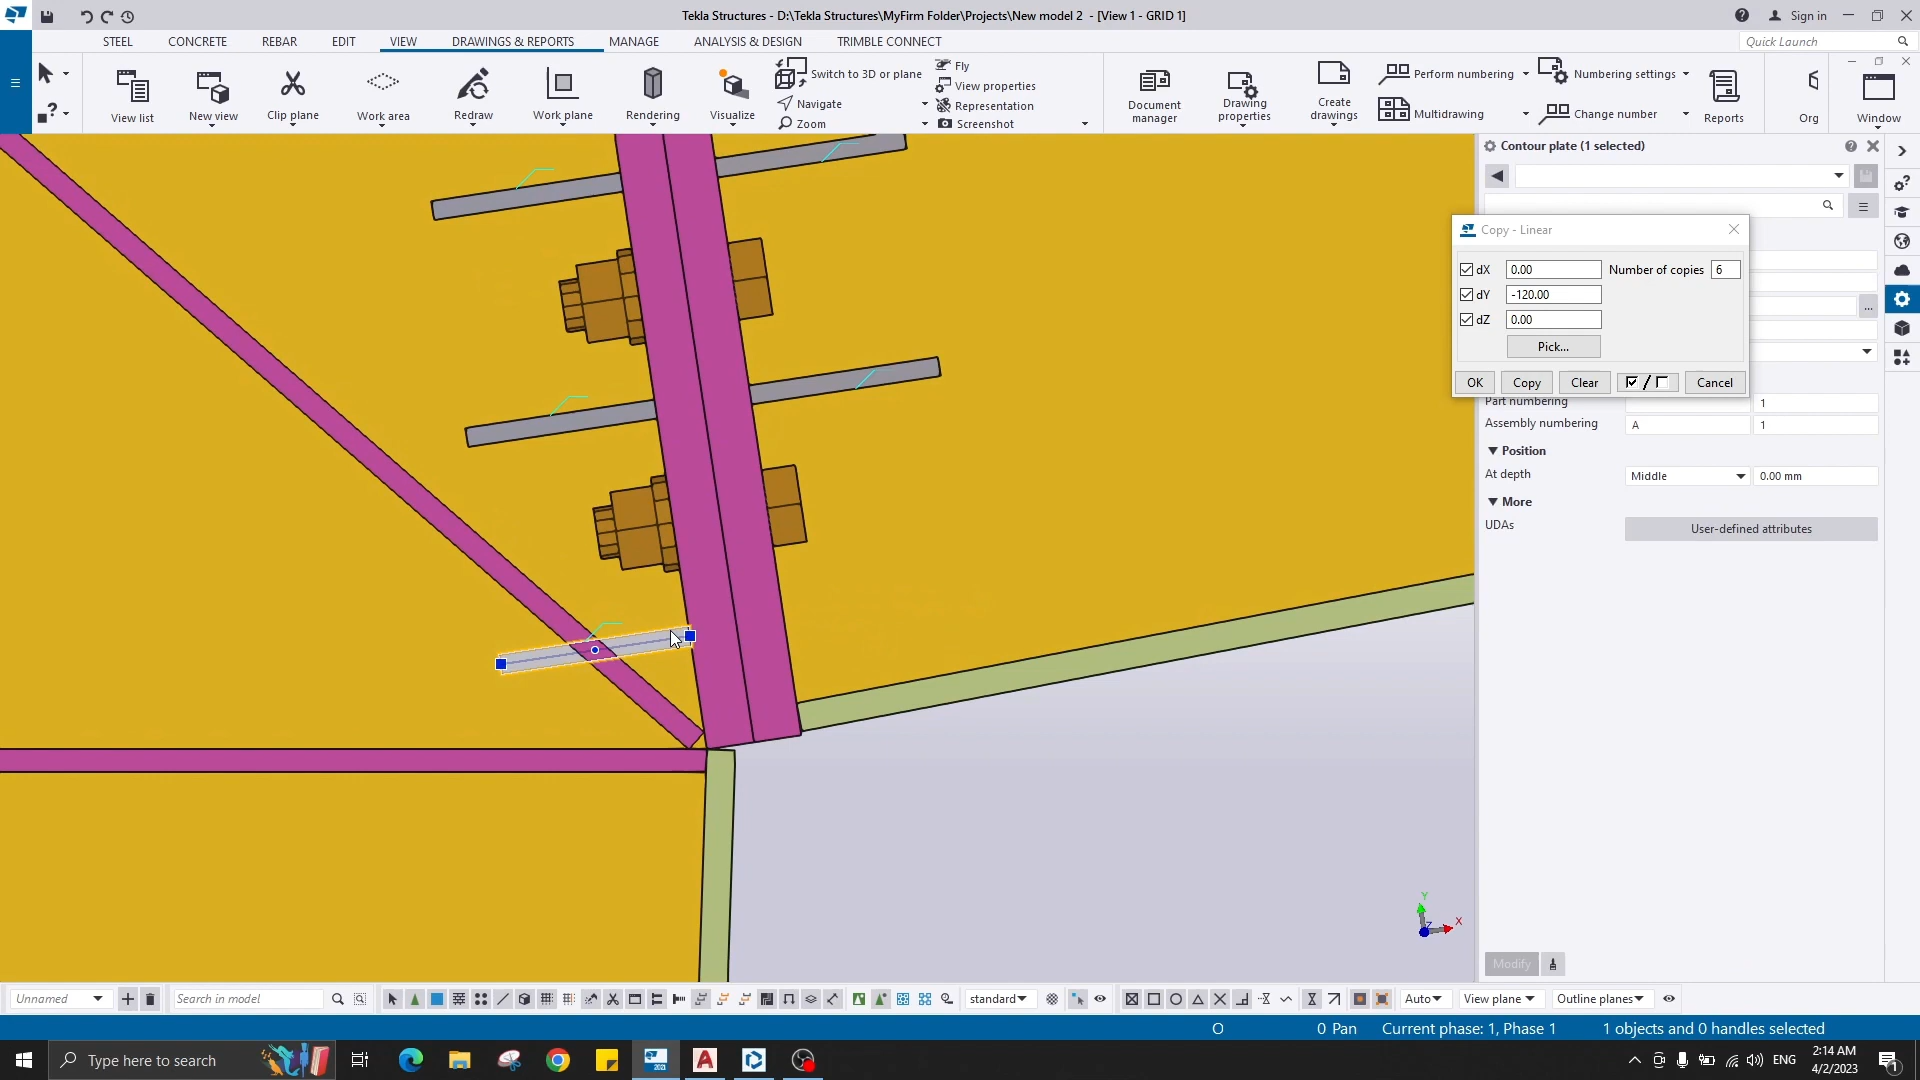 Tekla Structures - D:\Tekla Structures\MyFirm Folder\Projects\New model 2 - [View 1 - GRID 1]
Sign in
STEEL CONCRETE REBAR EDIT VIEW DRAWINGS & REPORTS MANAGE ANALYSIS & DESIGN TRIMBLE CONNECT
Quick Launch
View list
New view
Clip plane
Work area
Redraw
Work plane
Rendering
Visualize
Switch to 3D or plane
Navigate
Zoom
Fly
View properties
Representation
Screenshot
Document manager
Drawing properties
Create drawings
Perform numbering
Multidrawing
Numbering settings
Change number
Reports
Org
Window
Contour plate (1 selected)
Copy - Linear
dX 0.00 Number of copies 6
dY -120.00
dZ 0.00
Pick...
OK Copy Clear / Cancel
Part numbering 1
Assembly numbering A 1
Position
At depth Middle 0.00 mm
More
UDAs User-defined attributes
Y
X
Z
Modify
Unnamed
Search in model
standard
Auto
View plane
Outline planes
O 0 Pan Current phase: 1, Phase 1 1 objects and 0 handles selected
Type here to search
2021
ENG
2:14 AM
4/2/2023
1